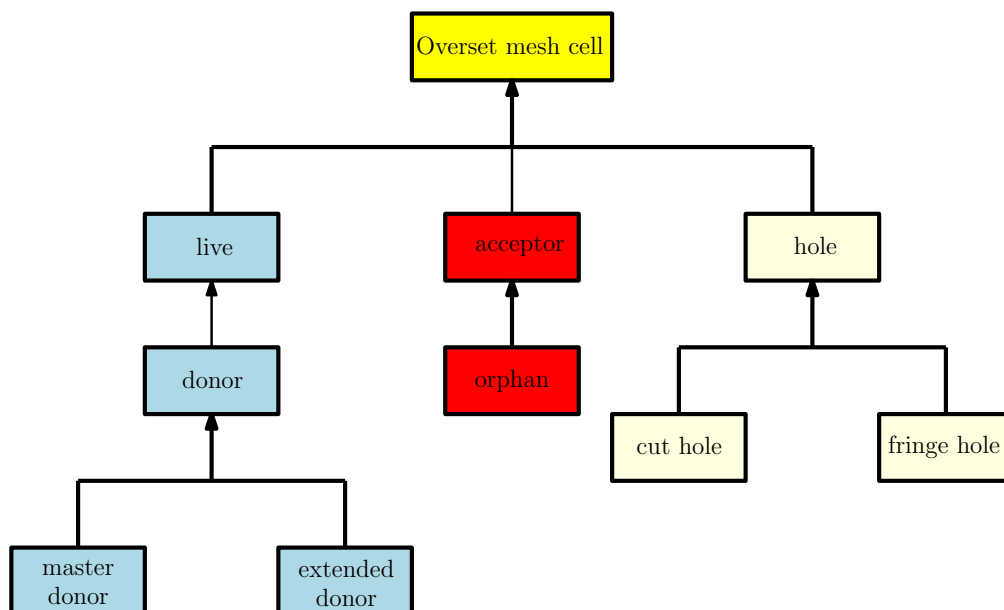 Overset mesh cell
live
acceptor
hole
donor
orphan
cut hole
fringe hole
master
donor
extended
donor